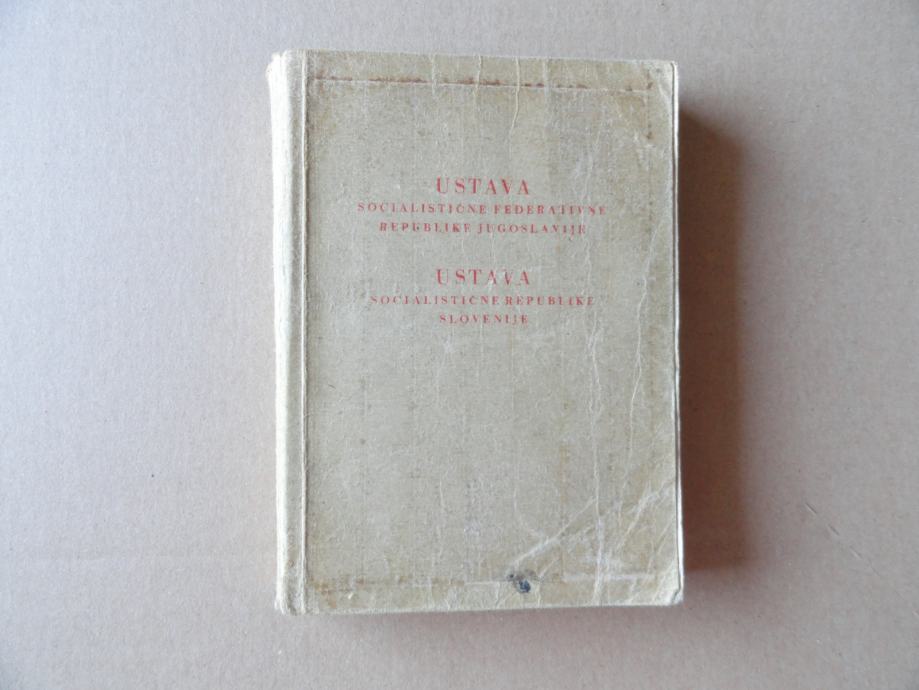 USTAVA
SOCIALISTIČNE FEDERATIVNE
REPUBLIKE JUGOSLAVIJE
USTAVA
SOCIALISTIČNE REPUBLIKE
SLOVENIJE